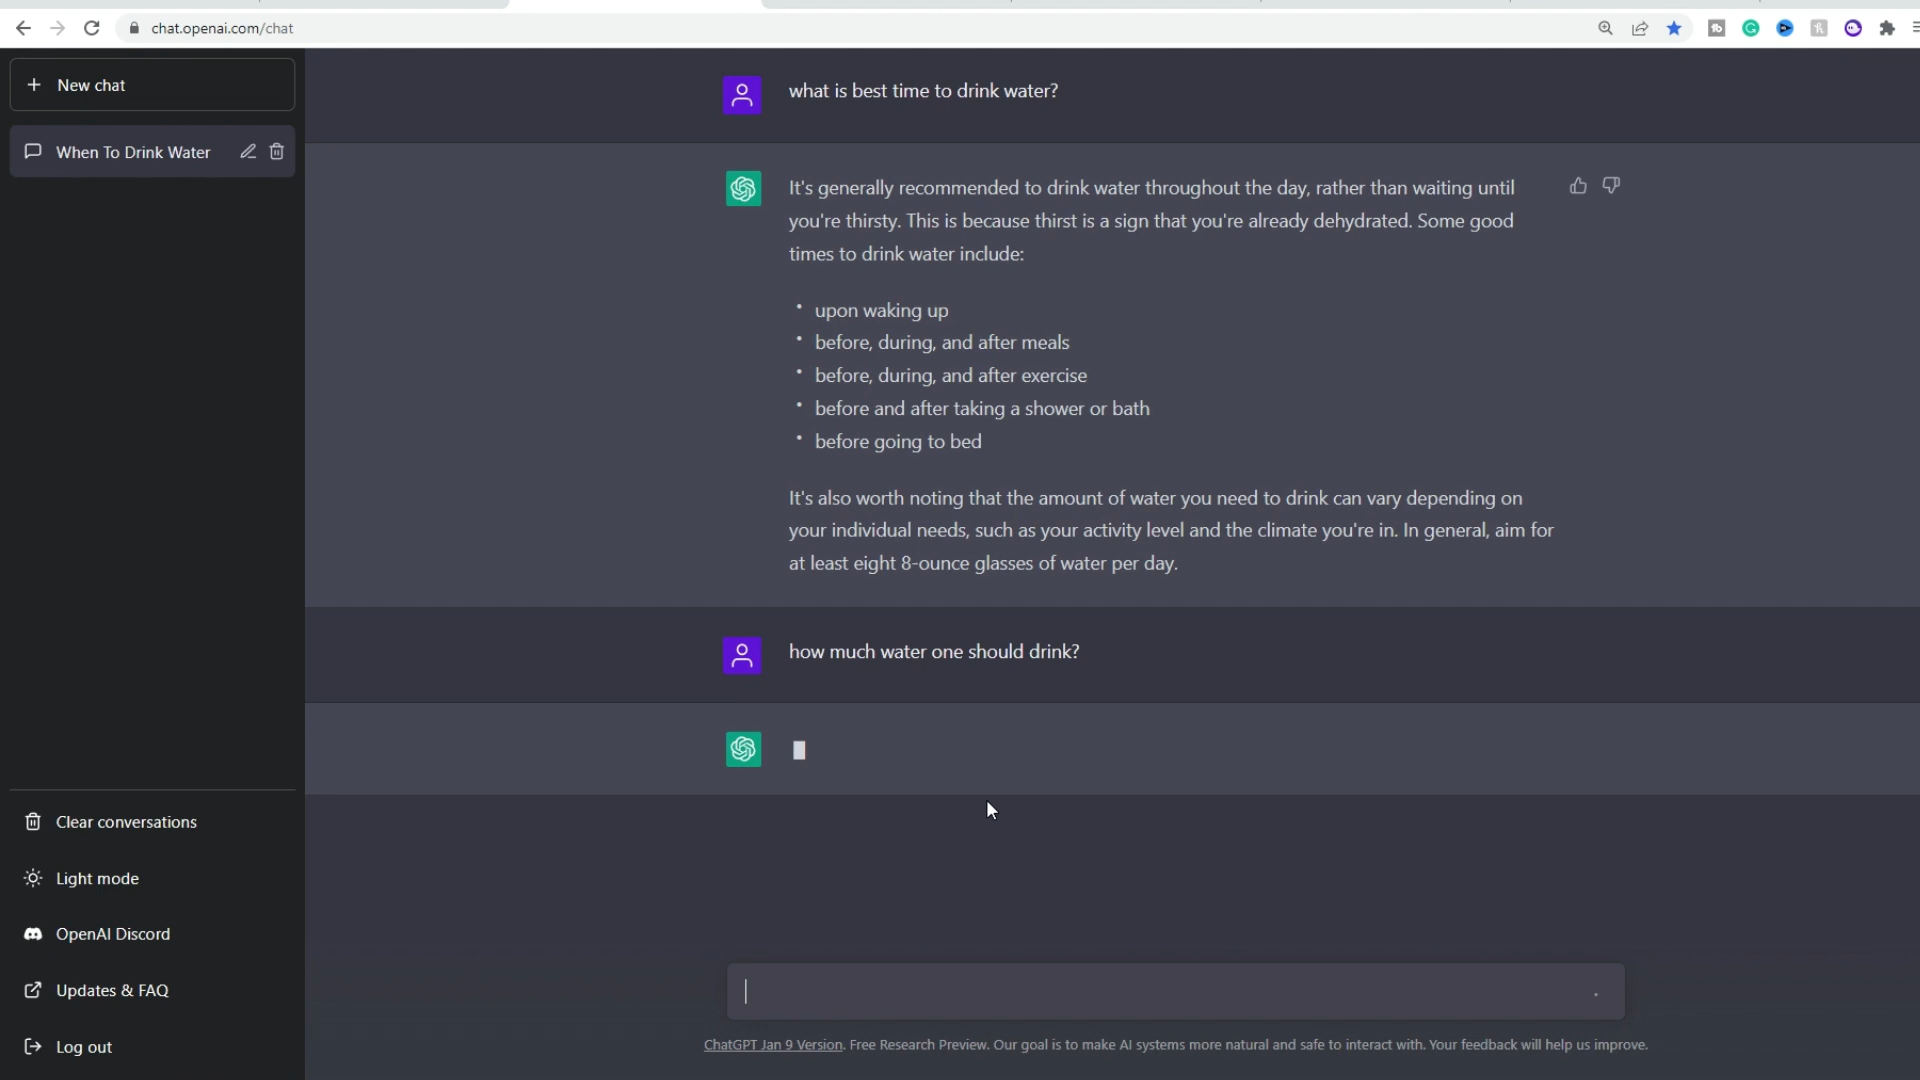 chat.openai.com/chat
New chat
When To Drink Water
what is best time to drink water?
It's generally recommended to drink water throughout the day, rather than waiting until
you're thirsty. This is because thirst is a sign that you're already dehydrated. Some good
times to drink water include:
• upon waking up
• before, during, and after meals
• before, during, and after exercise
• before and after taking a shower or bath
• before going to bed
It's also worth noting that the amount of water you need to drink can vary depending on
your individual needs, such as your activity level and the climate you're in. In general, aim for
at least eight 8-ounce glasses of water per day.
how much water one should drink?
Clear conversations
Light mode
OpenAI Discord
Updates & FAQ
Log out
ChatGPT Jan 9 Version. Free Research Preview. Our goal is to make AI systems more natural and safe to interact with. Your feedback will help us improve.